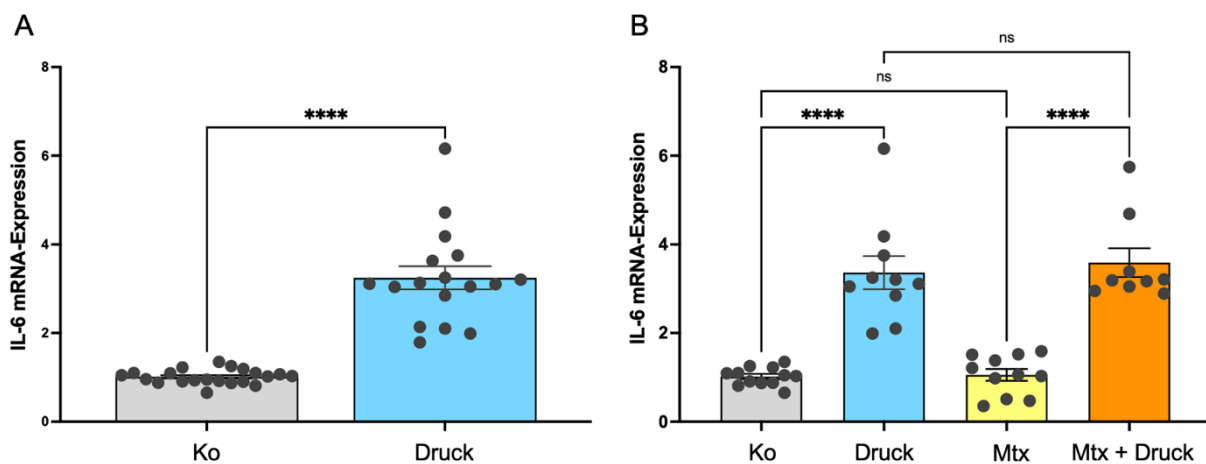 A
IL-6 mRNA-Expression
8
6
4
2
0
****
Ko
Druck
B
IL-6 mRNA-Expression
8
6
4
2
0
ns
ns
****
****
Ko
Druck
Mtx
Mtx + Druck